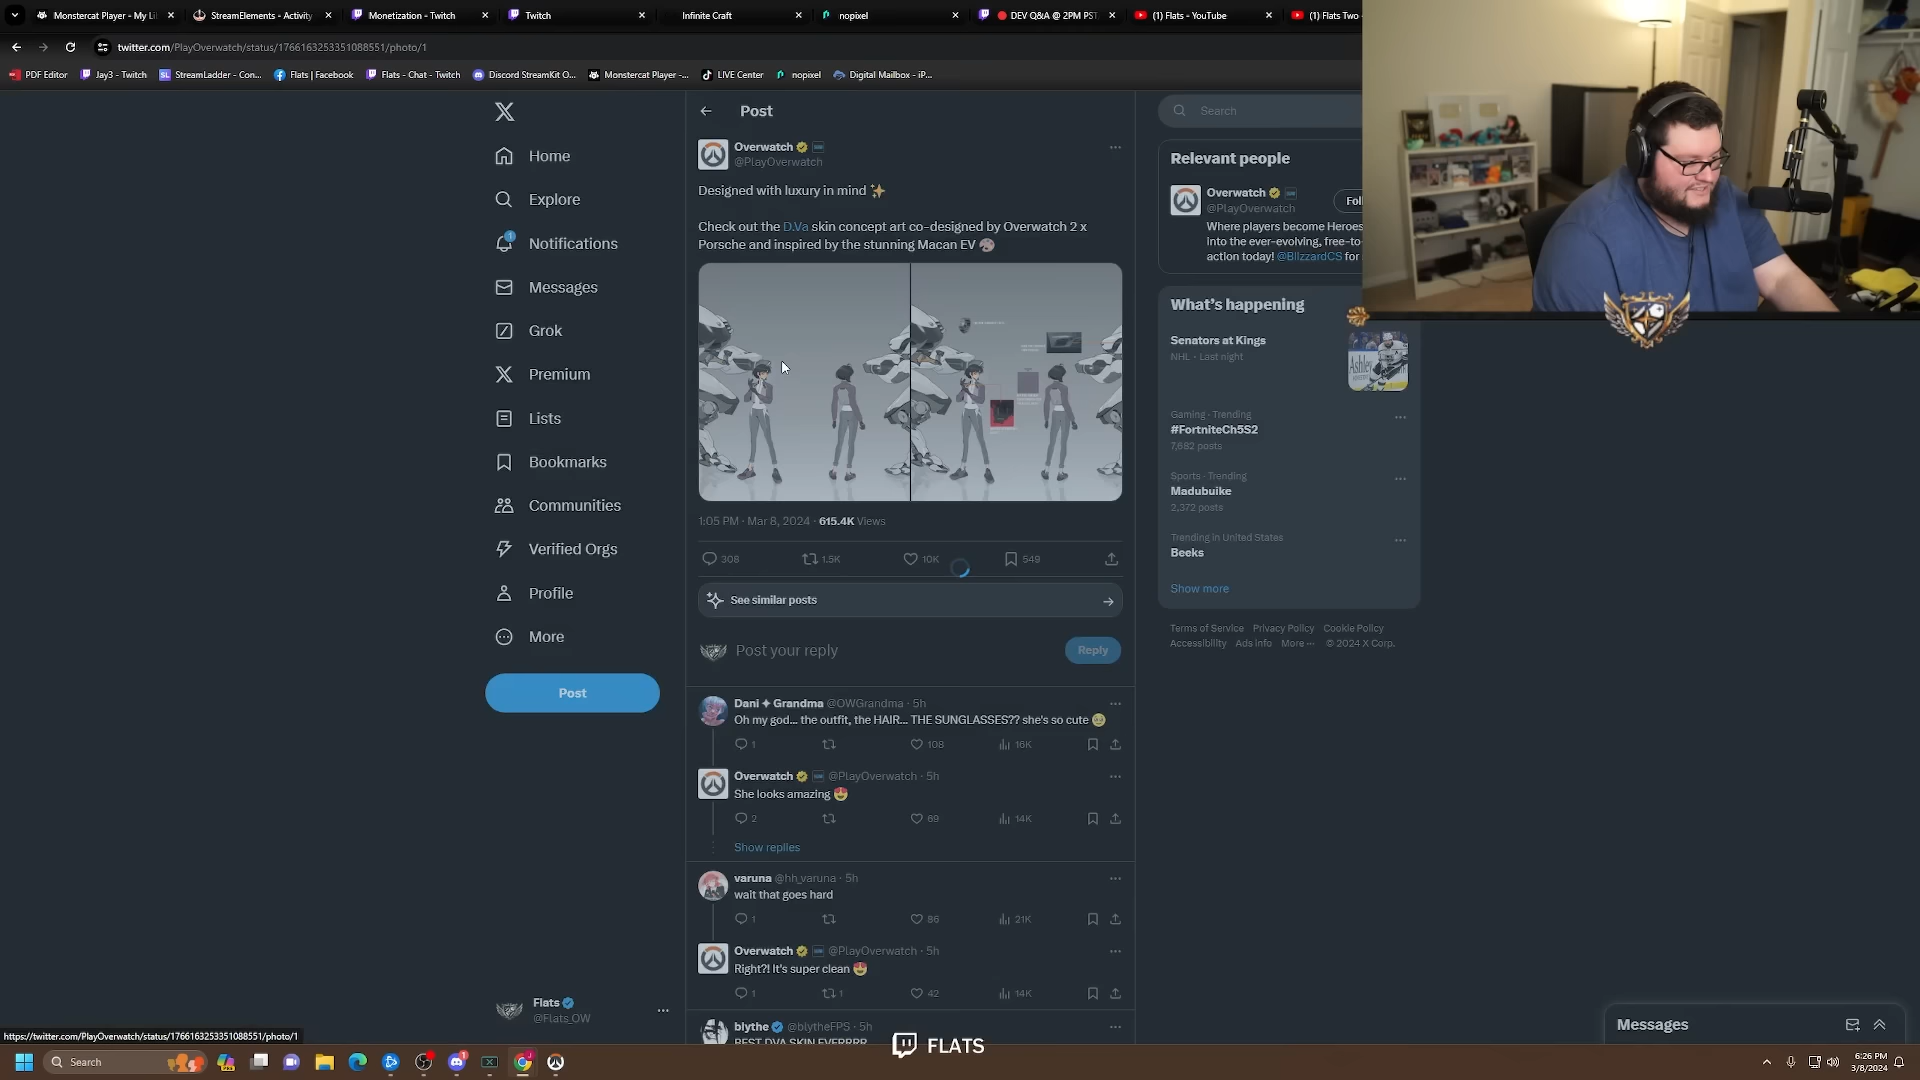 Monstercat Player - My Li
StreamElements - Activity
Monetization - Twitch
Twitch
Infinite Craft
nopixel
DEV Q&A @ 2PM PST
(1) Flats - YouTube
(1) Flats Two -
twitter.com/PlayOverwatch/status/1766163253351088551/photo/1
PDF Editor
Jay3 - Twitch
StreamLadder - Con...
Flats | Facebook
Flats - Chat - Twitch
Discord StreamKit O...
Monstercat Player -...
LIVE Center
nopixel
Digital Mailbox - iP...
Home
Explore
1
Notifications
Messages
Grok
Premium
Lists
Bookmarks
Communities
Verified Orgs
Profile
More
Post
Flats
@Flats_OW
Post
Overwatch
@PlayOverwatch
Designed with luxury in mind ✨
Check out the D.Va skin concept art co-designed by Overwatch 2 x
Porsche and inspired by the stunning Macan EV 🎨
1:05 PM · Mar 8, 2024 · 615.4K Views
308
1.5K
10K
549
See similar posts
Post your reply
Reply
Dani ✦ Grandma @OWGrandma · 5h
Oh my god... the outfit, the HAIR... THE SUNGLASSES?? she's so cute 🥹
1
108
16K
Overwatch @PlayOverwatch · 5h
She looks amazing 😍
2
69
14K
Show replies
varuna @hh_varuna · 5h
wait that goes hard
1
86
21K
Overwatch @PlayOverwatch · 5h
Right?! It's super clean 😍
1
1
42
14K
blythe @blytheFPS · 5h
BEST DVA SKIN EVERRRR
Search
Relevant people
Overwatch
@PlayOverwatch
Fol
Where players become Heroes
Into the ever-evolving, free-to-
action today! @BlizzardCS for
What's happening
Senators at Kings
NHL · Last night
Gaming · Trending
#FortniteCh5S2
7,682 posts
Sports · Trending
Madubuike
2,372 posts
Trending in United States
Beeks
Show more
Terms of Service Privacy Policy Cookie Policy
Accessibility Ads info More ··· © 2024 X Corp.
Messages
https://twitter.com/PlayOverwatch/status/1766163253351088551/photo/1
FLATS
Search
6:26 PM
3/8/2024